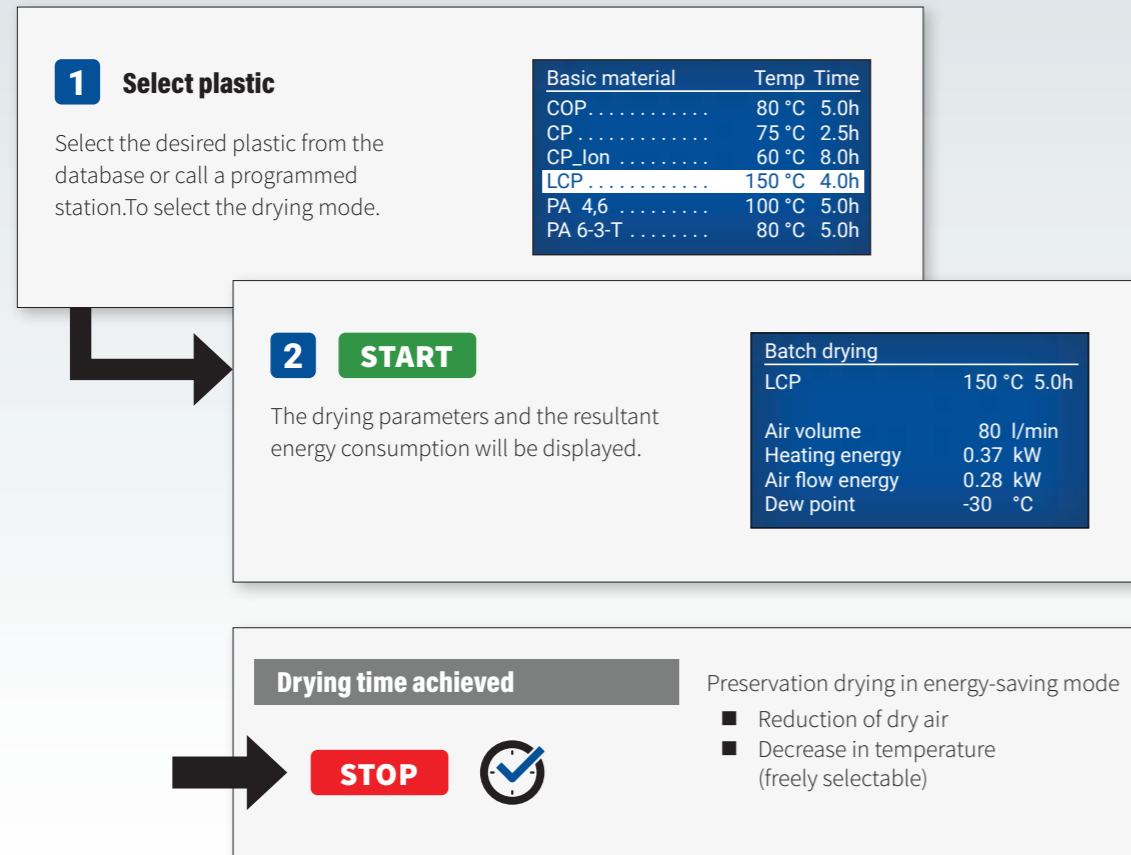 1 Select plastic
Select the desired plastic from the
database or call a programmed
station.To select the drying mode.
Basic material Temp Time
COP............ 80 °C 5.0h
CP............. 75 °C 2.5h
CP_Ion ......... 60 °C 8.0h
LCP............ 150 °C 4.0h
PA 4,6 ......... 100 °C 5.0h
PA 6-3-T ........ 80 °C 5.0h
2 START
The drying parameters and the resultant
energy consumption will be displayed.
Batch drying
LCP 150 °C 5.0h
Air volume 80 l/min
Heating energy 0.37 kW
Air flow energy 0.28 kW
Dew point -30 °C
Drying time achieved
STOP
Preservation drying in energy-saving mode
■ Reduction of dry air
■ Decrease in temperature
(freely selectable)